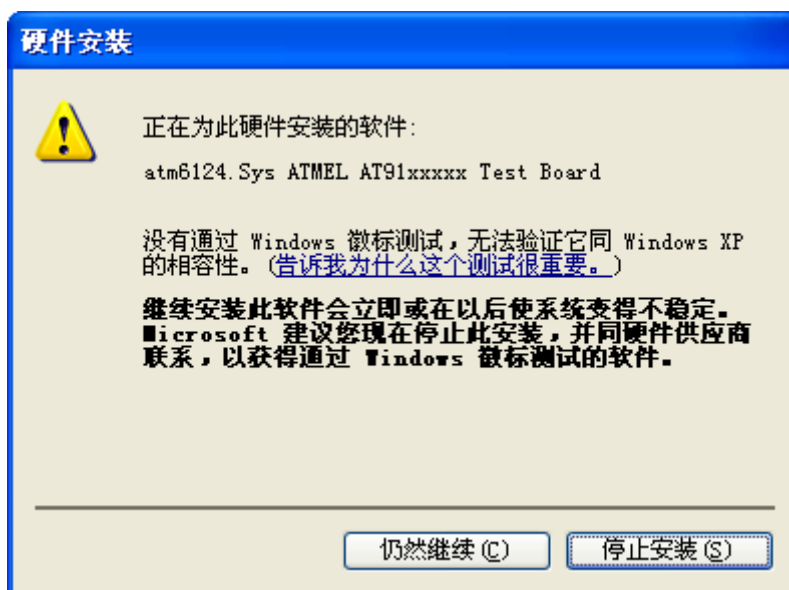 硬件安装
正在为此硬件安装的软件:
atm6124.Sys ATMEL AT91xxxxx Test Board
没有通过 Windows 徽标测试，无法验证它同 Windows XP
的相容性。(告诉我为什么这个测试很重要。)
继续安装此软件会立即或在以后使系统变得不稳定。
Microsoft 建议您现在停止此安装，并同硬件供应商
联系，以获得通过 Windows 徽标测试的软件。
仍然继续(C) 停止安装(S)